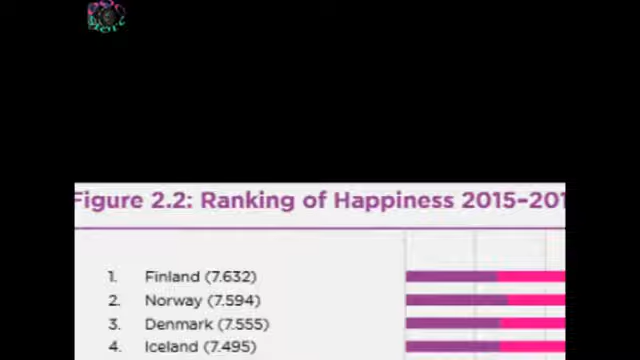 Figure 2.2: Ranking of Happiness 2015–201
1. Finland (7.632)
2. Norway (7.594)
3. Denmark (7.555)
4. Iceland (7.495)